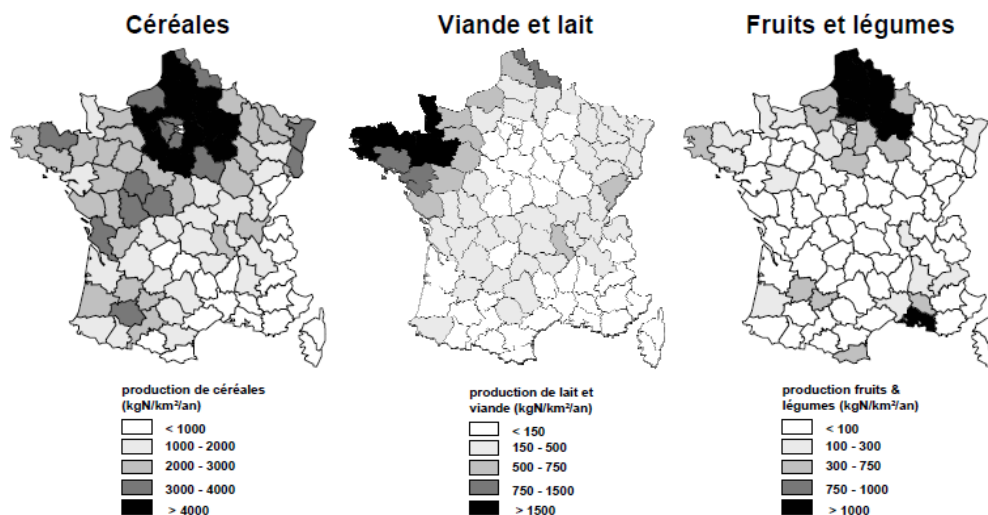 Céréales
Viande et lait
Fruits et légumes
production de céréales
(kgN/km²/an)
< 1000
1000 - 2000
2000 - 3000
3000 - 4000
> 4000
production de lait et
viande (kgN/km²/an)
< 150
150 - 500
500 - 750
750 - 1500
> 1500
production fruits &
légumes (kgN/km²/an)
< 100
100 - 300
300 - 750
750 - 1000
> 1000